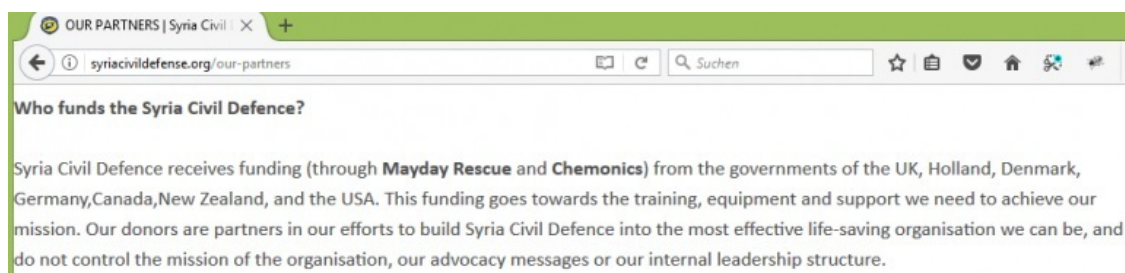 OUR PARTNERS | Syria Civil
syriacivildefense.org/our-partners
Suchen
Who funds the Syria Civil Defence?
Syria Civil Defence receives funding (through Mayday Rescue and Chemonics) from the governments of the UK, Holland, Denmark,
Germany,Canada,New Zealand, and the USA. This funding goes towards the training, equipment and support we need to achieve our
mission. Our donors are partners in our efforts to build Syria Civil Defence into the most effective life-saving organisation we can be, and
do not control the mission of the organisation, our advocacy messages or our internal leadership structure.